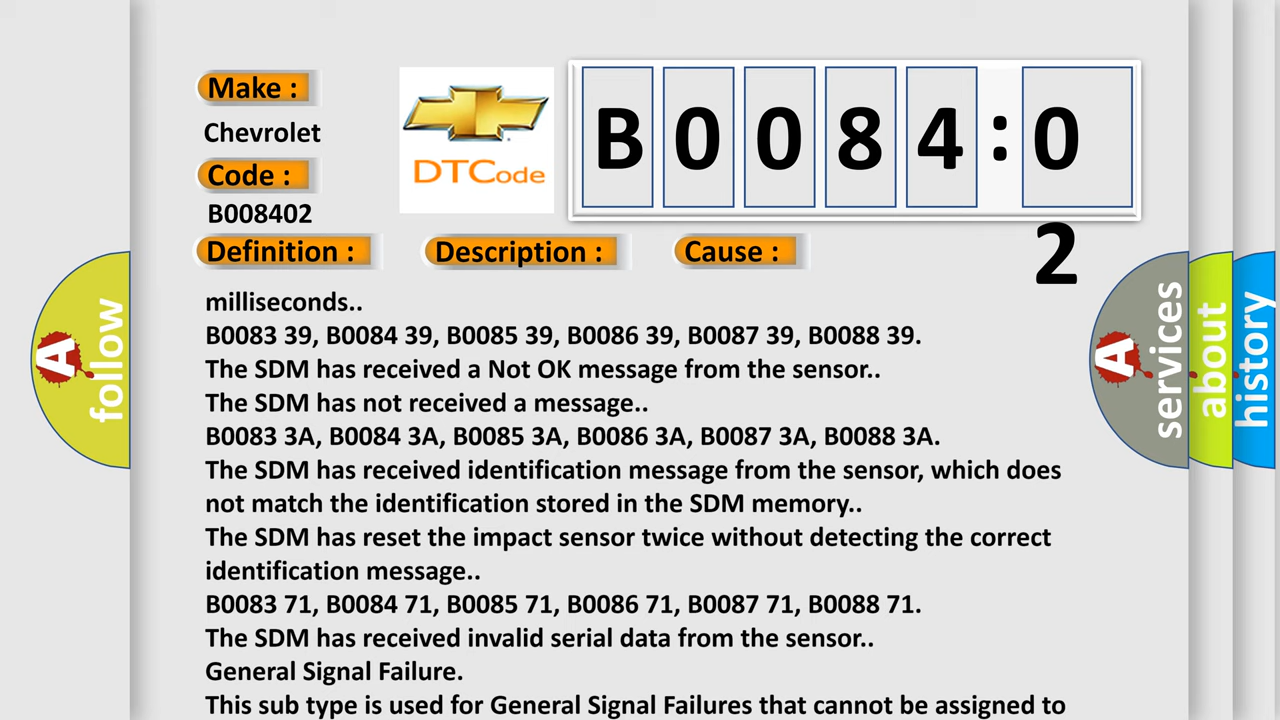 Make :
Chevrolet
Code :
B008402
DTCode
B0084:0
2
Definition :
Description :
Cause :
milliseconds..
B0083 39, B0084 39, B0085 39, B0086 39, B0087 39, B0088 39.
The SDM has received a Not OK message from the sensor..
The SDM has not received a message..
B0083 3A, B0084 3A, B0085 3A, B0086 3A, B0087 3A, B0088 3A.
The SDM has received identification message from the sensor, which does
not match the identification stored in the SDM memory..
The SDM has reset the impact sensor twice without detecting the correct
identification message..
B0083 71, B0084 71, B0085 71, B0086 71, B0087 71, B0088 71.
The SDM has received invalid serial data from the sensor..
General Signal Failure.
This sub type is used for General Signal Failures that cannot be assigned to
A follow
A services
about
history